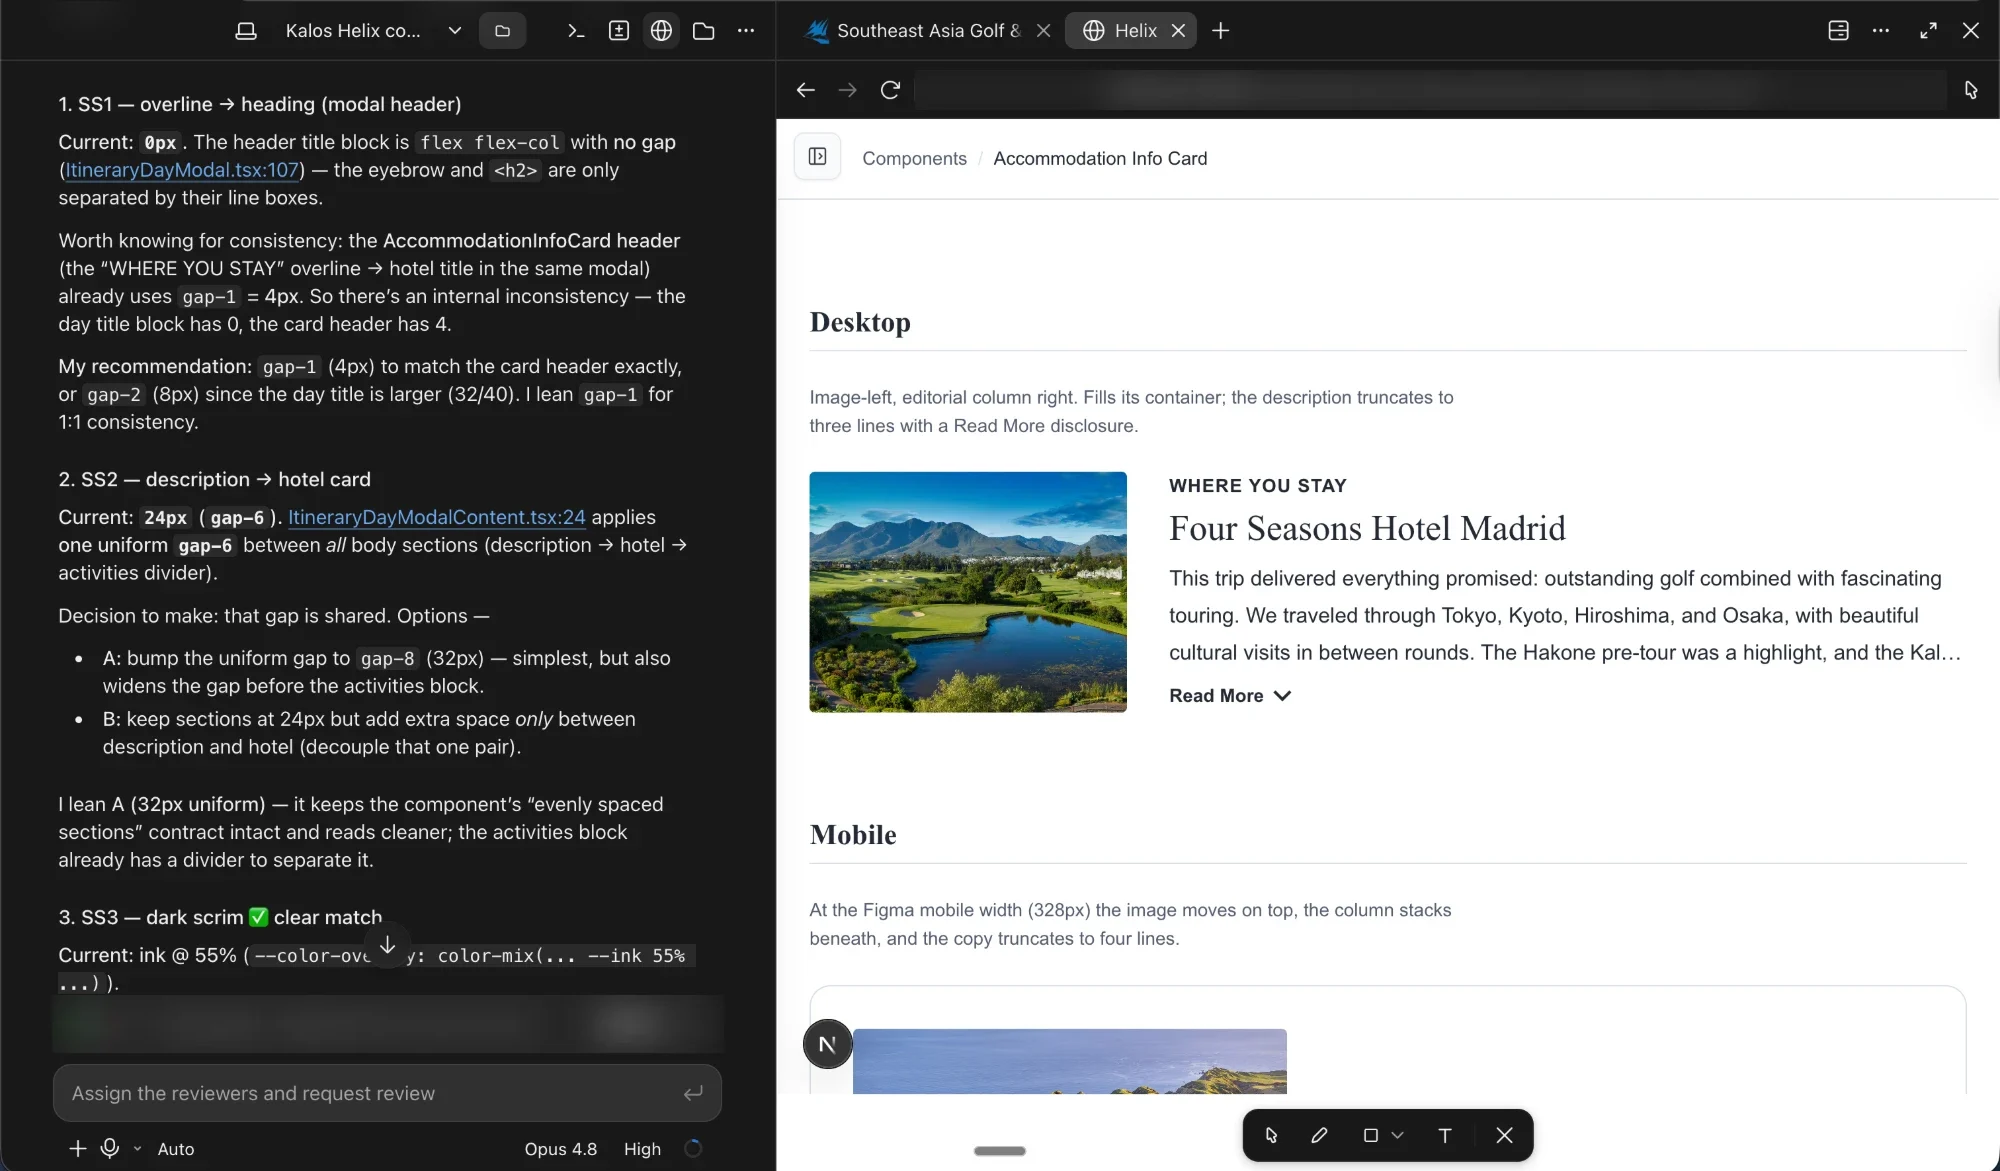 Kalos Helix co...
Southeast Asia Golf &
Helix
1. SS1 — overline → heading (modal header)
Current: 0px . The header title block is flex flex-col with no gap
(ItineraryDayModal.tsx:107) — the eyebrow and <h2> are only
separated by their line boxes.
Worth knowing for consistency: the AccommodationInfoCard header
(the “WHERE YOU STAY” overline → hotel title in the same modal)
already uses gap-1 = 4px. So there’s an internal inconsistency — the
day title block has 0, the card header has 4.
My recommendation: gap-1 (4px) to match the card header exactly,
or gap-2 (8px) since the day title is larger (32/40). I lean gap-1 for
1:1 consistency.
2. SS2 — description → hotel card
Current: 24px ( gap-6 ). ItineraryDayModalContent.tsx:24 applies
one uniform gap-6 between all body sections (description → hotel →
activities divider).
Decision to make: that gap is shared. Options —
• A: bump the uniform gap to gap-8 (32px) — simplest, but also
widens the gap before the activities block.
• B: keep sections at 24px but add extra space only between
description and hotel (decouple that one pair).
I lean A (32px uniform) — it keeps the component’s “evenly spaced
sections” contract intact and reads cleaner; the activities block
already has a divider to separate it.
3. SS3 — dark scrim ✅ clear match
Current: ink @ 55% ( --color-ove y: color-mix(... --ink 55%
...) ).
Assign the reviewers and request review
Auto
Opus 4.8
High
Components / Accommodation Info Card
Desktop
Image-left, editorial column right. Fills its container; the description truncates to
three lines with a Read More disclosure.
WHERE YOU STAY
Four Seasons Hotel Madrid
This trip delivered everything promised: outstanding golf combined with fascinating
touring. We traveled through Tokyo, Kyoto, Hiroshima, and Osaka, with beautiful
cultural visits in between rounds. The Hakone pre-tour was a highlight, and the Kal…
Read More
Mobile
At the Figma mobile width (328px) the image moves on top, the column stacks
beneath, and the copy truncates to four lines.
N
T